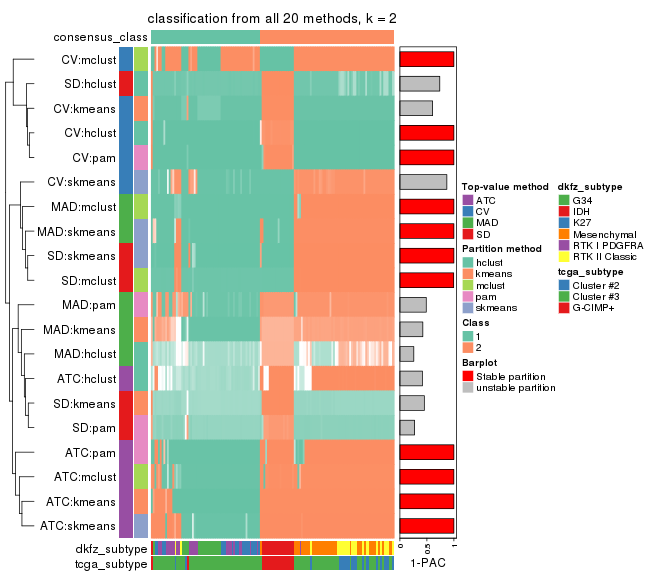 classification from all 20 methods, k = 2
consensus_class
CV:mclust
SD:hclust
CV:kmeans
CV:hclust
CV:pam
CV:skmeans
MAD:mclust
MAD:skmeans
SD:skmeans
SD:mclust
MAD:pam
MAD:kmeans
MAD:hclust
ATC:hclust
SD:kmeans
SD:pam
ATC:pam
ATC:mclust
ATC:kmeans
ATC:skmeans
dkfz_subtype
tcga_subtype
0 0.5 1
1-PAC
Top-value method
ATC
CV
MAD
SD
Partition method
hclust
kmeans
mclust
pam
skmeans
Class
1
2
Barplot
Stable partition
unstable partition
dkfz_subtype
G34
IDH
K27
Mesenchymal
RTK I PDGFRA
RTK II Classic
tcga_subtype
Cluster #2
Cluster #3
G-CIMP+